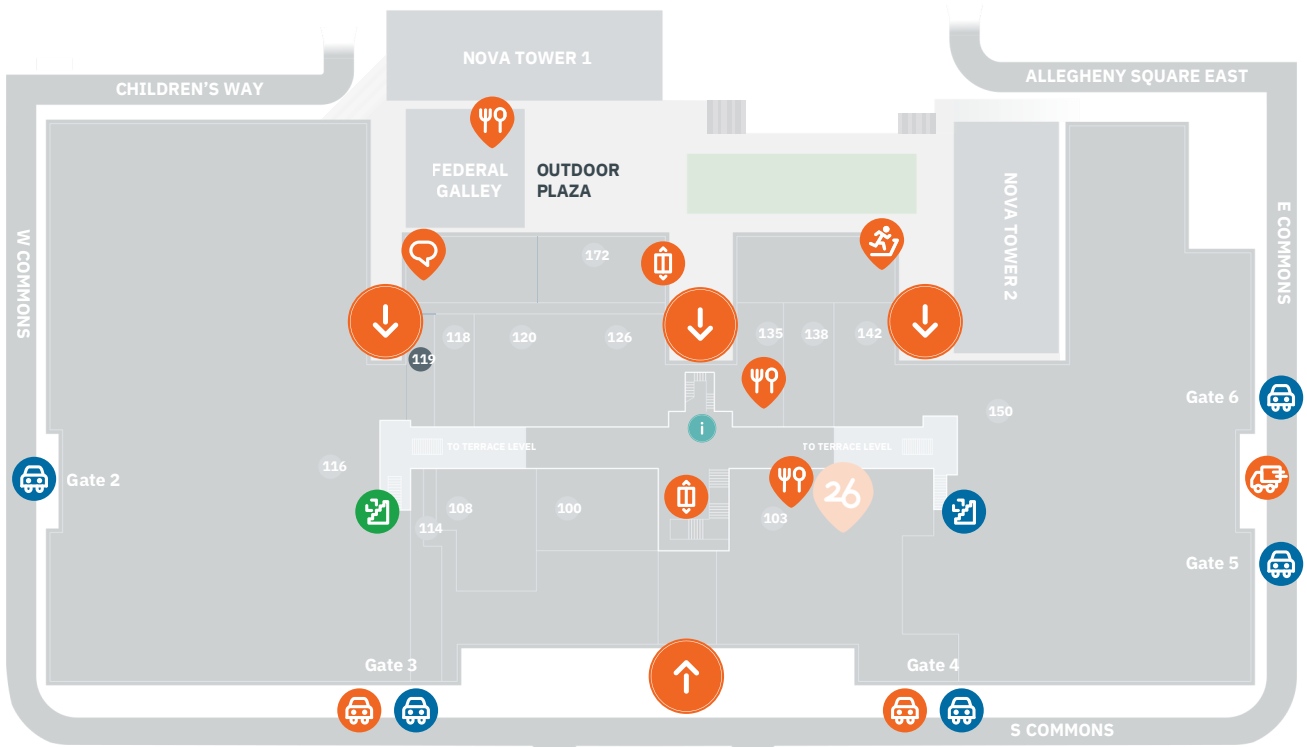 NOVA TOWER 1
CHILDREN'S WAY
ALLEGHENY SQUARE EAST
FEDERAL
GALLEY
OUTDOOR
PLAZA
NOVA TOWER 2
W COMMONS
E COMMONS
172
118
120
126
135
138
142
119
Gate 6
150
i
TO TERRACE LEVEL
TO TERRACE LEVEL
116
Gate 2
26
108
100
103
114
Gate 5
Gate 3
Gate 4
S COMMONS